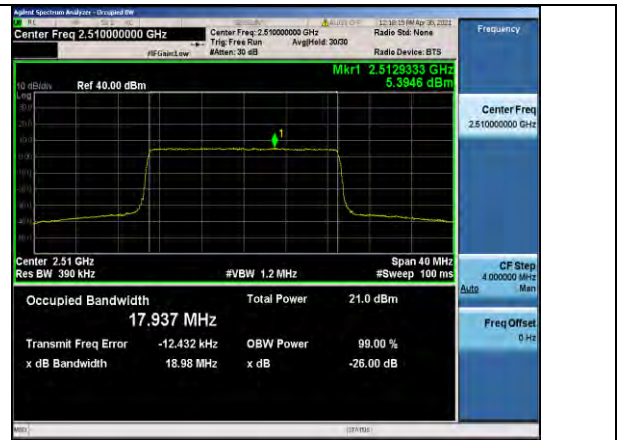 Agilent Spectrum Analyzer - Occupied BW
Center Freq 2.510000000 GHz
#IFGain:Low
Center Freq: 2.510000000 GHz
Trig: Free Run Avg|Hold: 30/30
#Atten: 30 dB
12:18:15 PM Apr 30, 2021
Radio Std: None
Radio Device: BTS
Frequency
Mkr1 2.5129333 GHz
5.3946 dBm
10 dB/div Ref 40.00 dBm
Log
1
Center Freq
2.510000000 GHz
Center 2.51 GHz Span 40 MHz
Res BW 390 kHz #VBW 1.2 MHz #Sweep 100 ms
CF Step
4.000000 MHz
Auto Man
Occupied Bandwidth Total Power 21.0 dBm
17.937 MHz
Freq Offset
0 Hz
Transmit Freq Error -12.432 kHz OBW Power 99.00 %
x dB Bandwidth 18.98 MHz x dB -26.00 dB
MSG STATUS